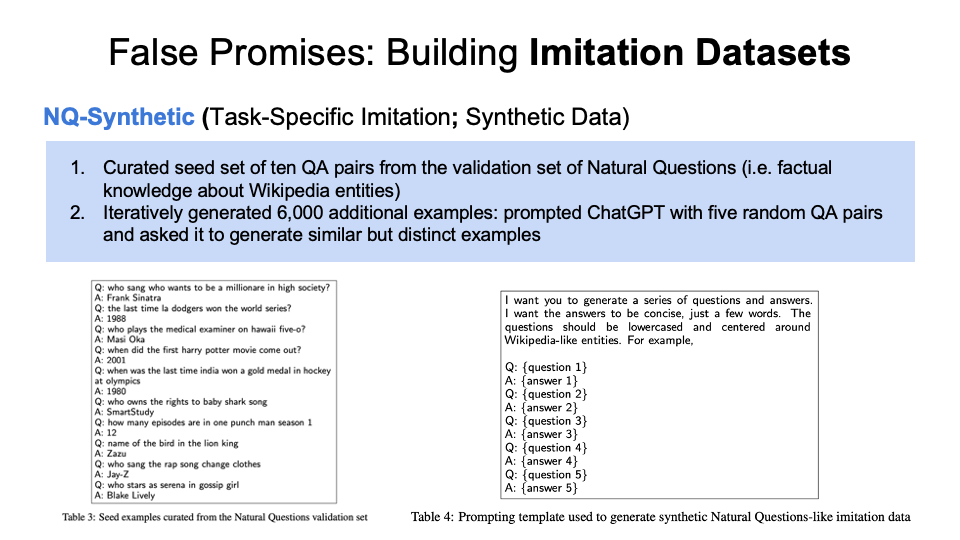 False Promises: Building Imitation Datasets
NQ-Synthetic (Task-Specific Imitation; Synthetic Data)
1. Curated seed set of ten QA pairs from the validation set of Natural Questions (i.e. factual
knowledge about Wikipedia entities)
2. Iteratively generated 6,000 additional examples: prompted ChatGPT with five random QA pairs
and asked it to generate similar but distinct examples
Q: who sang who wants to be a millionare in high society?
A: Frank Sinatra
Q: the last time la dodgers won the world series?
A: 1988
Q: who plays the medical examiner on hawaii five-o?
A: Masi Oka
Q: when did the first harry potter movie come out?
A: 2001
Q: when was the last time india won a gold medal in hockey
at olympics
A: 1980
Q: who owns the rights to baby shark song
A: SmartStudy
Q: how many episodes are in one punch man season 1
A: 12
Q: name of the bird in the lion king
A: Zazu
Q: who sang the rap song change clothes
A: Jay-Z
Q: who stars as serena in gossip girl
A: Blake Lively
Table 3: Seed examples curated from the Natural Questions validation set
I want you to generate a series of questions and answers.
I want the answers to be concise, just a few words. The
questions should be lowercased and centered around
Wikipedia-like entities. For example,
Q: {question 1}
A: {answer 1}
Q: {question 2}
A: {answer 2}
Q: {question 3}
A: {answer 3}
Q: {question 4}
A: {answer 4}
Q: {question 5}
A: {answer 5}
Table 4: Prompting template used to generate synthetic Natural Questions-like imitation data